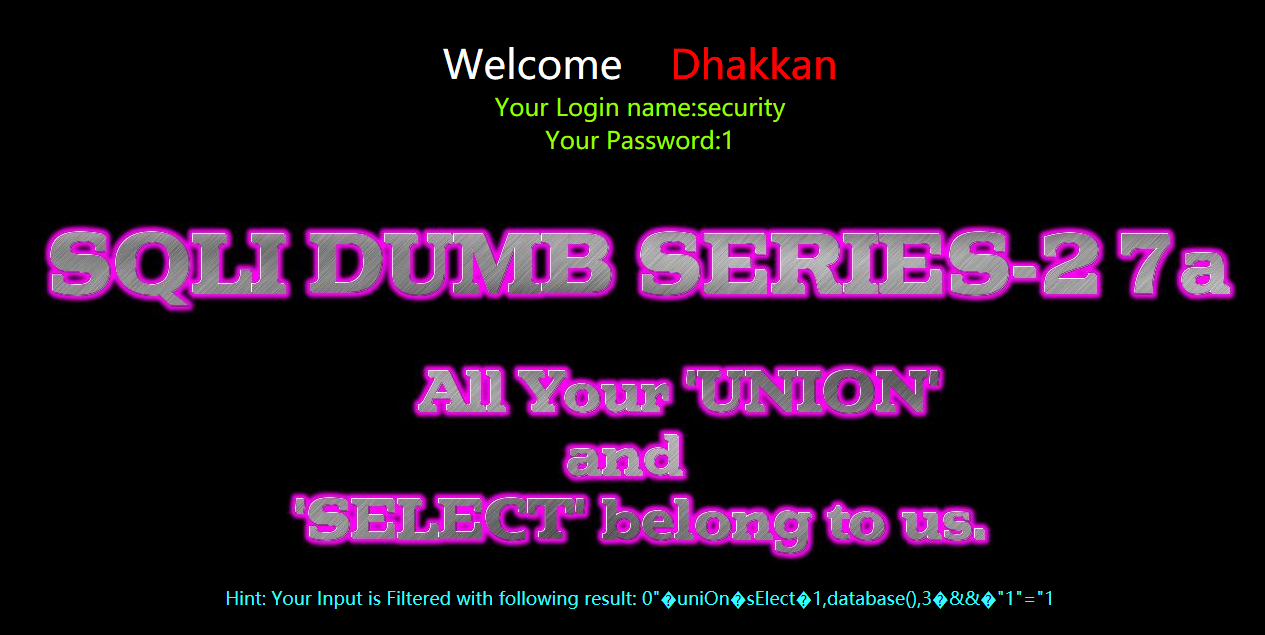 Welcome Dhakkan
Your Login name:security
Your Password:1
SQLI DUMB SERIES-2 7a
All Your 'UNION'
and
'SELECT' belong to us.
Hint: Your Input is Filtered with following result: 0"�uniOn�sElect�1,database(),3�&&�"1"="1